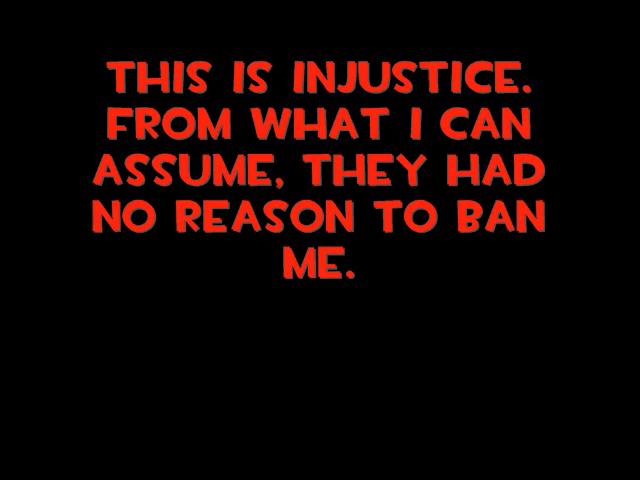 THIS IS INJUSTICE.
FROM WHAT I CAN
ASSUME, THEY HAD
NO REASON TO BAN
ME.